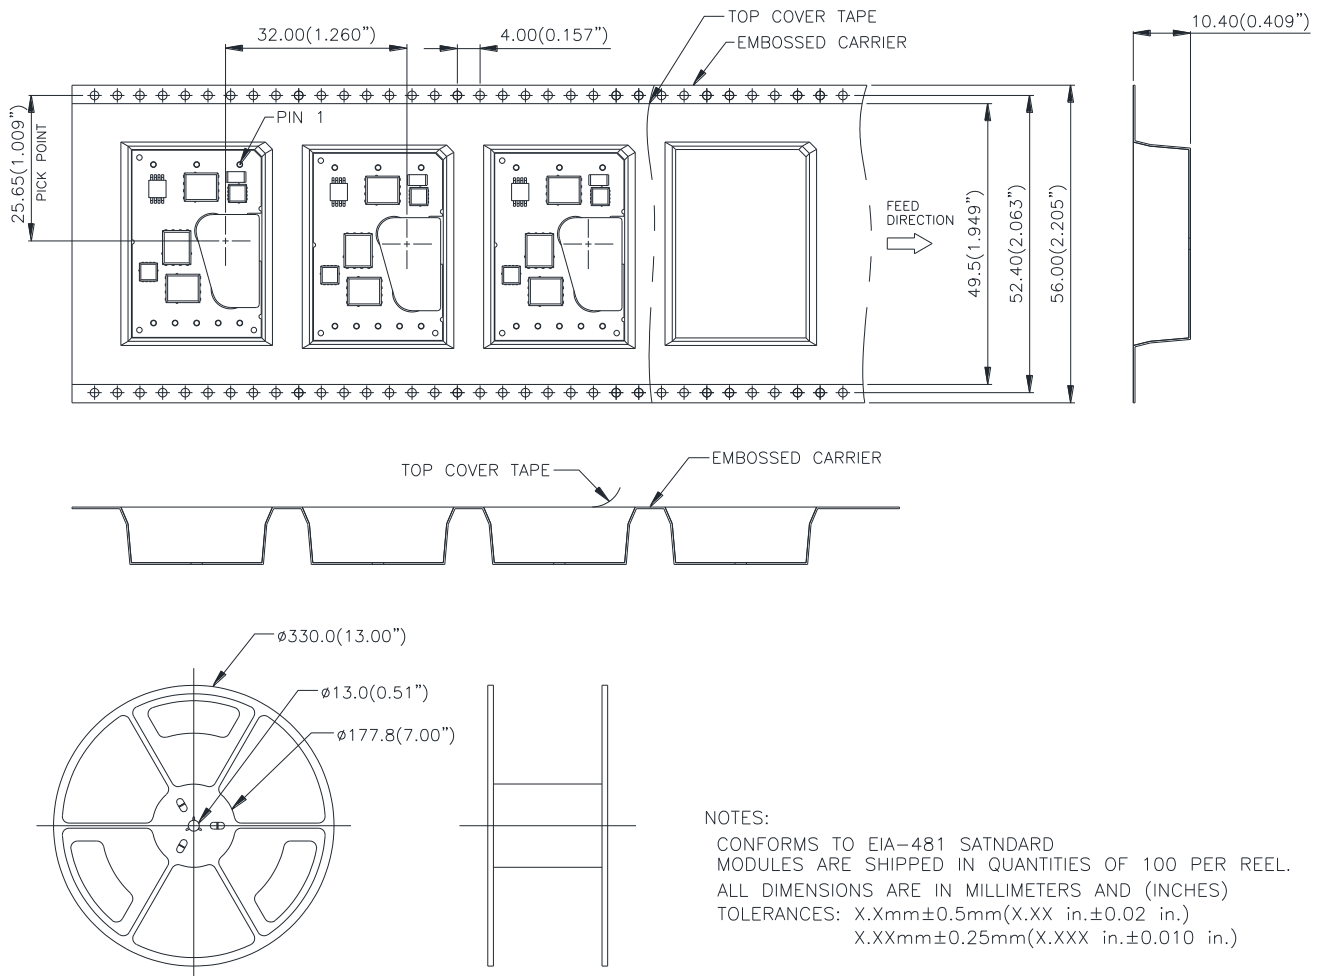 TOP COVER TAPE
EMBOSSED CARRIER
10.40(0.409”)
32.00(1.260”)
4.00(0.157”)
PIN 1
25.65(1.009”)
PICK POINT
FEED
DIRECTION
49.5(1.949”)
52.40(2.063”)
56.00(2.205”)
TOP COVER TAPE
EMBOSSED CARRIER
ø330.0(13.00”)
ø13.0(0.51”)
ø177.8(7.00”)
NOTES:
CONFORMS TO EIA-481 SATNDARD
MODULES ARE SHIPPED IN QUANTITIES OF 100 PER REEL.
ALL DIMENSIONS ARE IN MILLIMETERS AND (INCHES)
TOLERANCES: X.Xmm±0.5mm(X.XX in.±0.02 in.)
X.XXmm±0.25mm(X.XXX in.±0.010 in.)